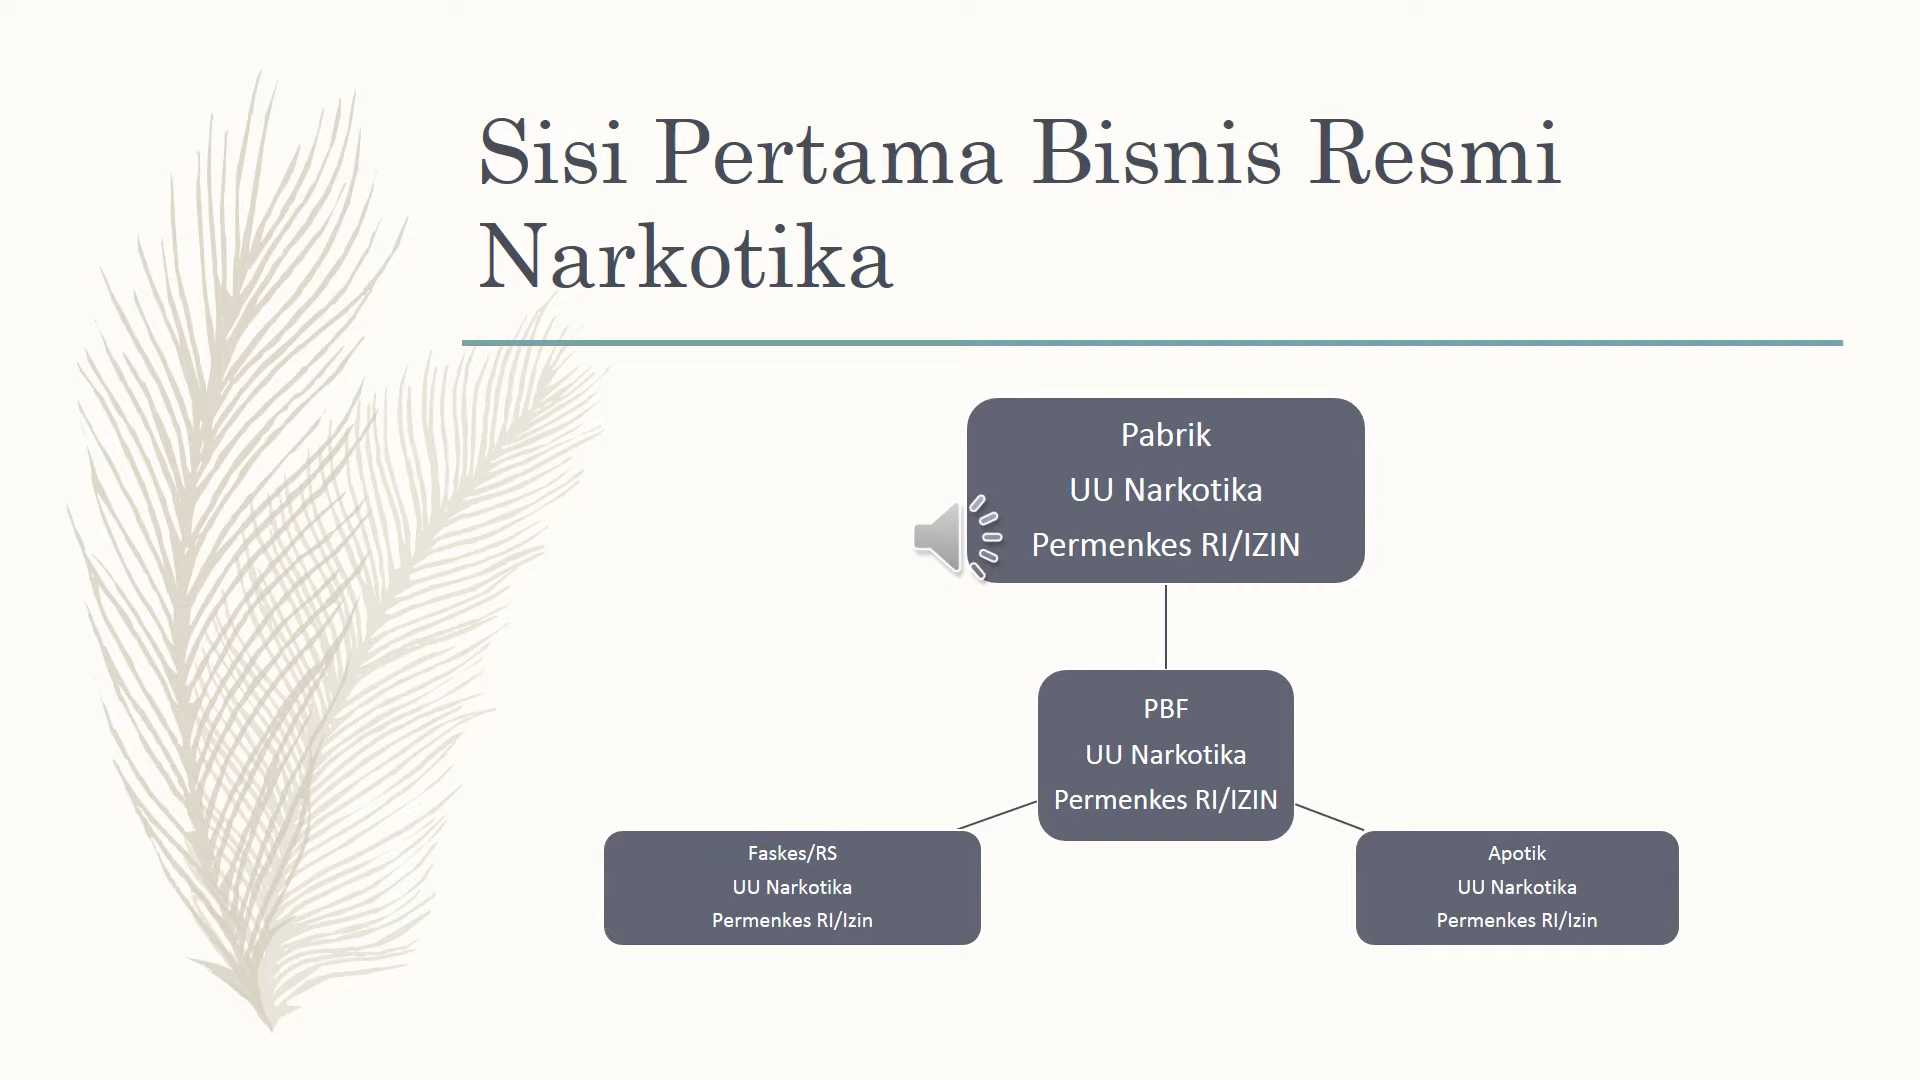 Sisi Pertama Bisnis Resmi
Narkotika
Pabrik
UU Narkotika
Permenkes RI/IZIN
PBF
UU Narkotika
Permenkes RI/IZIN
Faskes/RS
UU Narkotika
Permenkes RI/Izin
Apotik
UU Narkotika
Permenkes RI/Izin